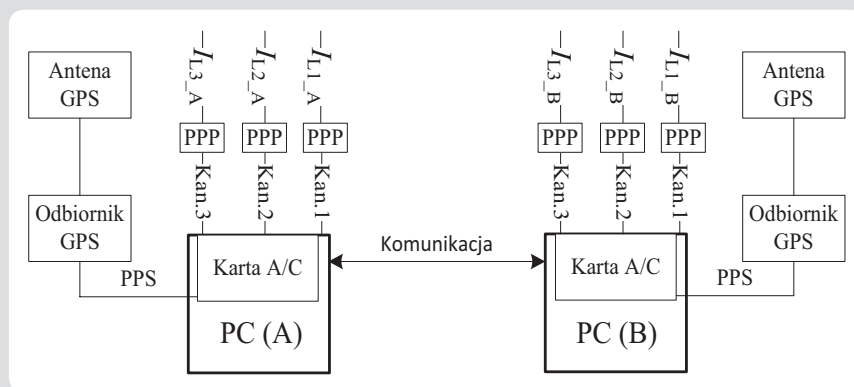 Antena
GPS
Odbiornik
GPS
PPS
I_L3_A
I_L2_A
I_L1_A
PPP
PPP
PPP
Kan.3
Kan.2
Kan.1
Karta A/C
PC (A)
Komunikacja
I_L3_B
I_L2_B
I_L1_B
PPP
PPP
PPP
Kan.3
Kan.2
Kan.1
Karta A/C
PC (B)
Antena
GPS
Odbiornik
GPS
PPS